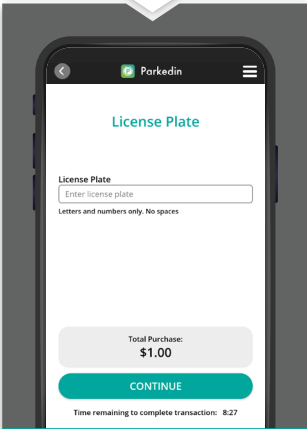 Parkedin
License Plate
License Plate
Enter license plate
Letters and numbers only. No spaces
Total Purchase:
$1.00
CONTINUE
Time remaining to complete transaction: 8:27